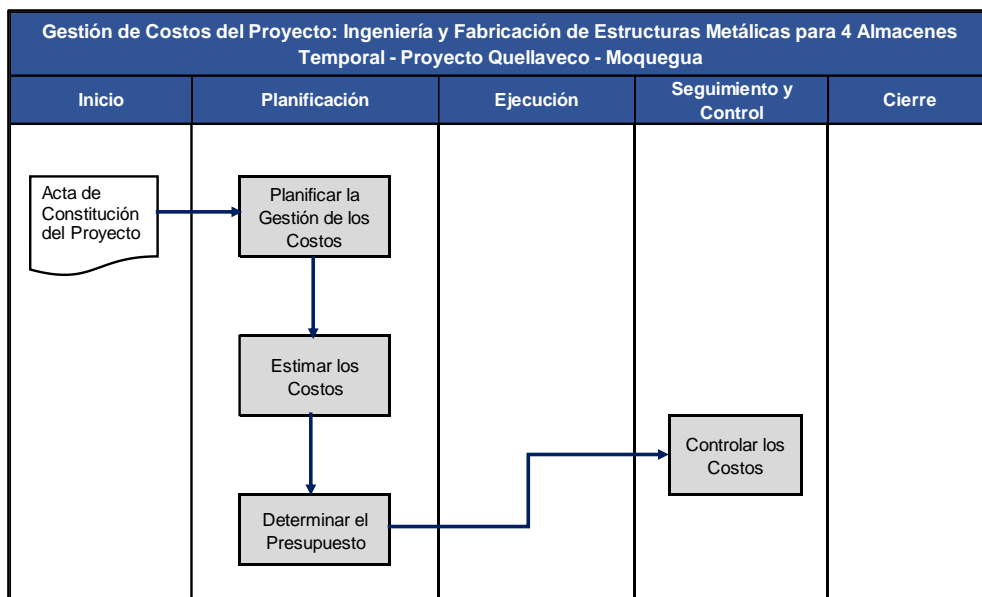 Gestión de Costos del Proyecto: Ingeniería y Fabricación de Estructuras Metálicas para 4 Almacenes
Temporal - Proyecto Quellaveco - Moquegua
Inicio
Planificación
Ejecución
Seguimiento y
Control
Cierre
Acta de
Constitución
del Proyecto
Planificar la
Gestión de los
Costos
Estimar los
Costos
Determinar el
Presupuesto
Controlar los
Costos